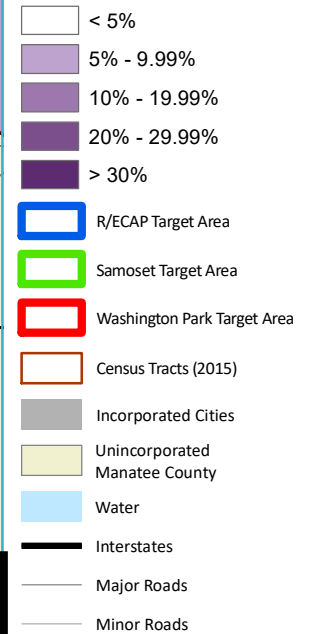 < 5%
5% - 9.99%
10% - 19.99%
20% - 29.99%
> 30%
R/ECAP Target Area
Samoset Target Area
Washington Park Target Area
Census Tracts (2015)
Incorporated Cities
Unincorporated
Manatee County
Water
Interstates
Major Roads
Minor Roads